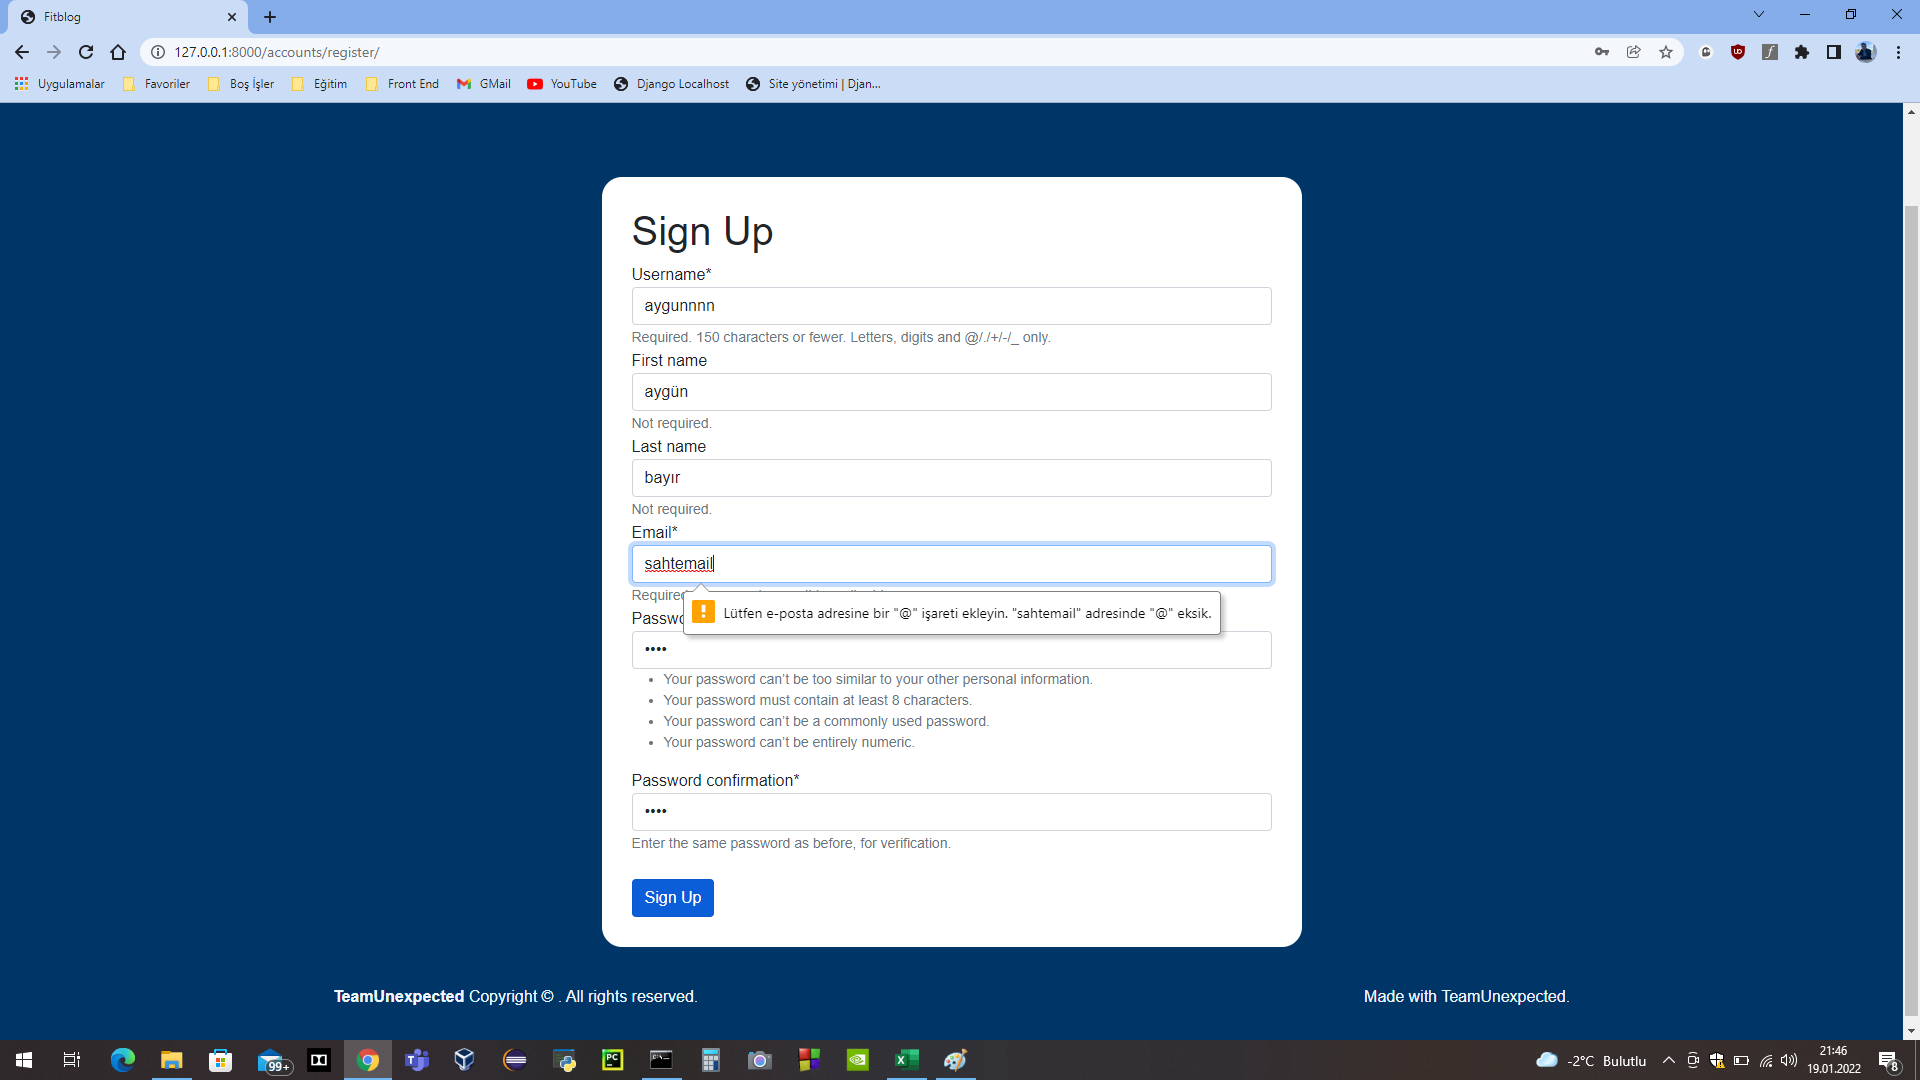 Fitblog
127.0.0.1:8000/accounts/register/
Uygulamalar Favoriler Boş İşler Eğitim Front End GMail YouTube Django Localhost Site yönetimi | Djan...
Sign Up
Username*
aygunnnn
Required. 150 characters or fewer. Letters, digits and @/./+/-/_ only.
First name
aygün
Not required.
Last name
bayır
Not required.
Email*
sahtemail
Lütfen e-posta adresine bir "@" işareti ekleyin. "sahtemail" adresinde "@" eksik.
••••
• Your password can't be too similar to your other personal information.
• Your password must contain at least 8 characters.
• Your password can't be a commonly used password.
• Your password can't be entirely numeric.
Password confirmation*
••••
Enter the same password as before, for verification.
Sign Up
TeamUnexpected Copyright © . All rights reserved.
Made with TeamUnexpected.
99+
-2°C Bulutlu
21:46
19.01.2022
8